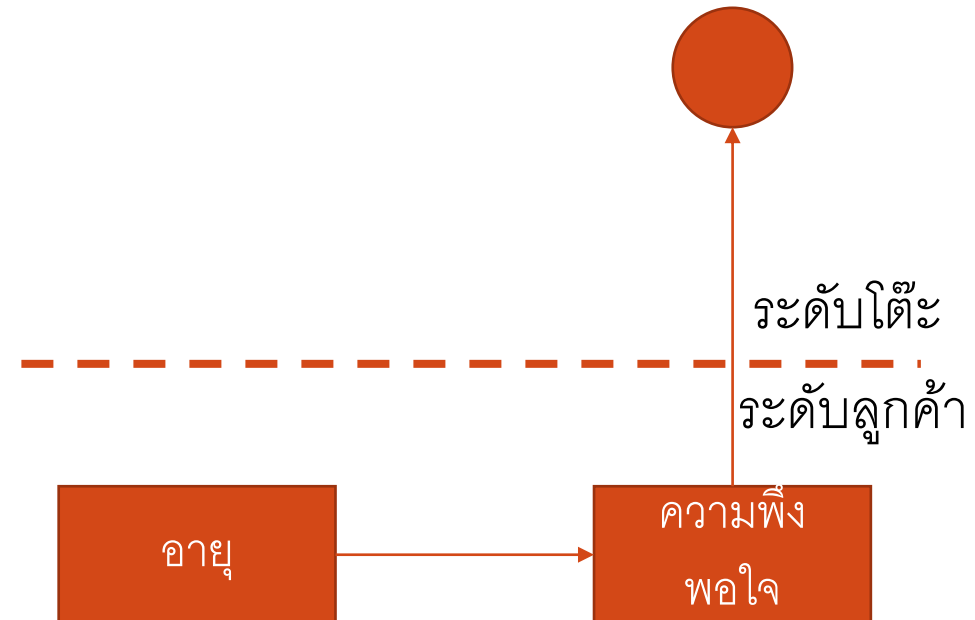 ระดับโต๊ะ
ระดับลูกค้า
อายุ
ความพึง
พอใจ